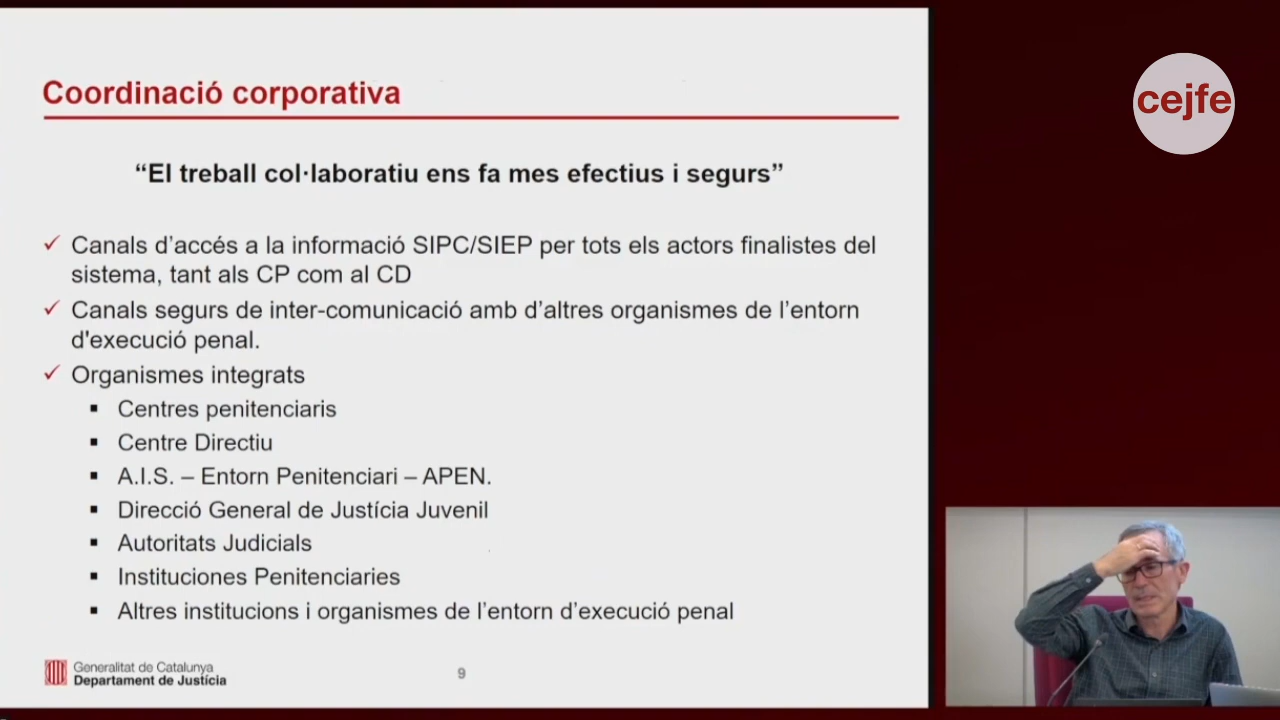 Coordinació corporativa
cejfe
“El treball col·laboratiu ens fa mes efectius i segurs”
✓ Canals d’accés a la informació SIPC/SIEP per tots els actors finalistes del
sistema, tant als CP com al CD
✓ Canals segurs de inter-comunicació amb d’altres organismes de l’entorn
d'execució penal.
✓ Organismes integrats
▪ Centres penitenciaris
▪ Centre Directiu
▪ A.I.S. – Entorn Penitenciari – APEN.
▪ Direcció General de Justícia Juvenil
▪ Autoritats Judicials
▪ Instituciones Penitenciaries
▪ Altres institucions i organismes de l’entorn d’execució penal
Generalitat de Catalunya
Departament de Justícia
9